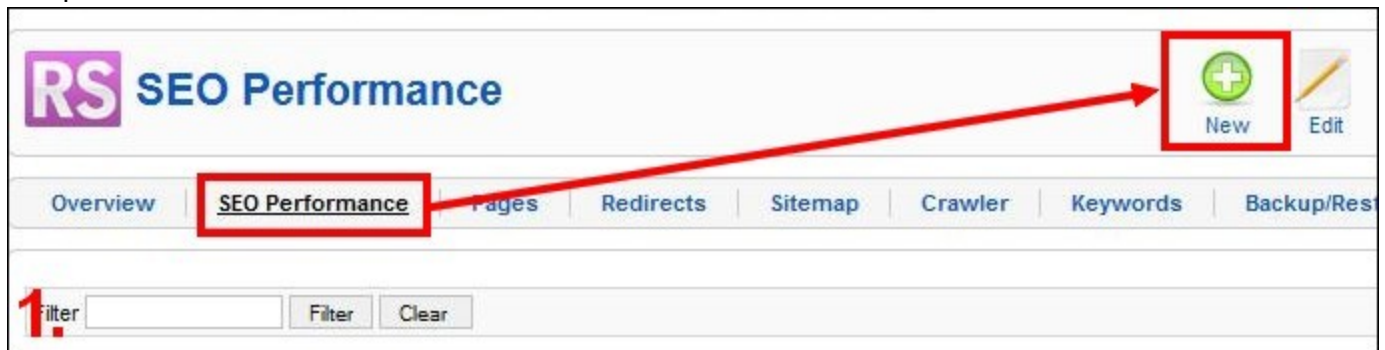 RS SEO Performance
New Edit
Overview SEO Performance Pages Redirects Sitemap Crawler Keywords Backup/Rest
1. Filter Filter Clear